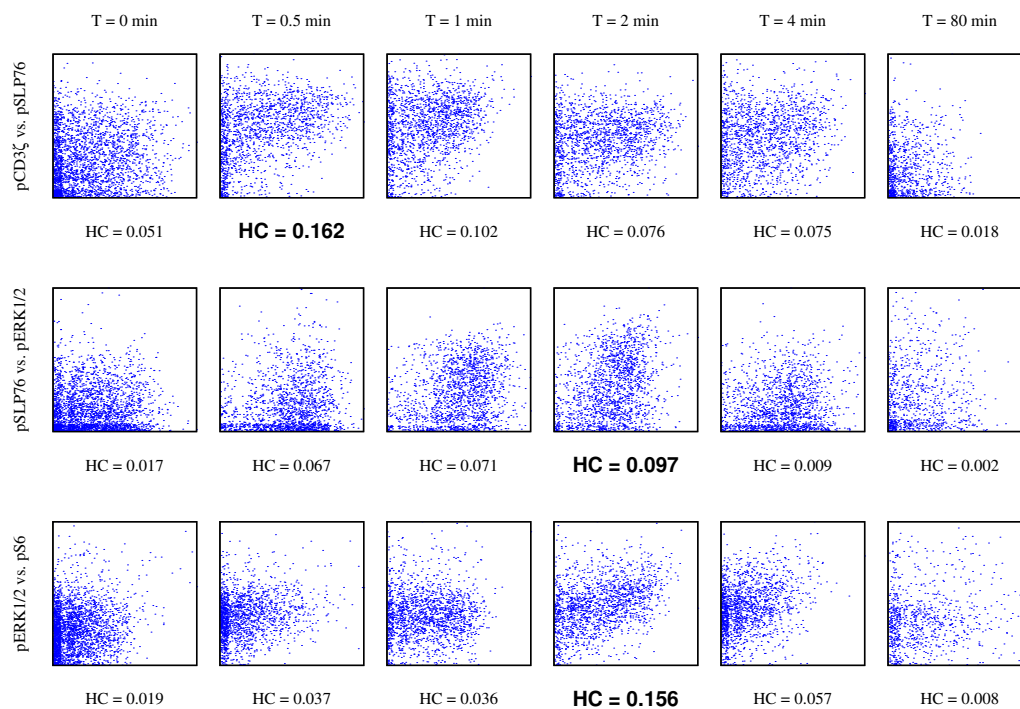 T = 0 min T = 0.5 min T = 1 min T = 2 min T = 4 min T = 80 min
pCD3ζ vs. pSLP76
HC = 0.051 HC = 0.162 HC = 0.102 HC = 0.076 HC = 0.075 HC = 0.018
pSLP76 vs. pERK1/2
HC = 0.017 HC = 0.067 HC = 0.071 HC = 0.097 HC = 0.009 HC = 0.002
pERK1/2 vs. pS6
HC = 0.019 HC = 0.037 HC = 0.036 HC = 0.156 HC = 0.057 HC = 0.008